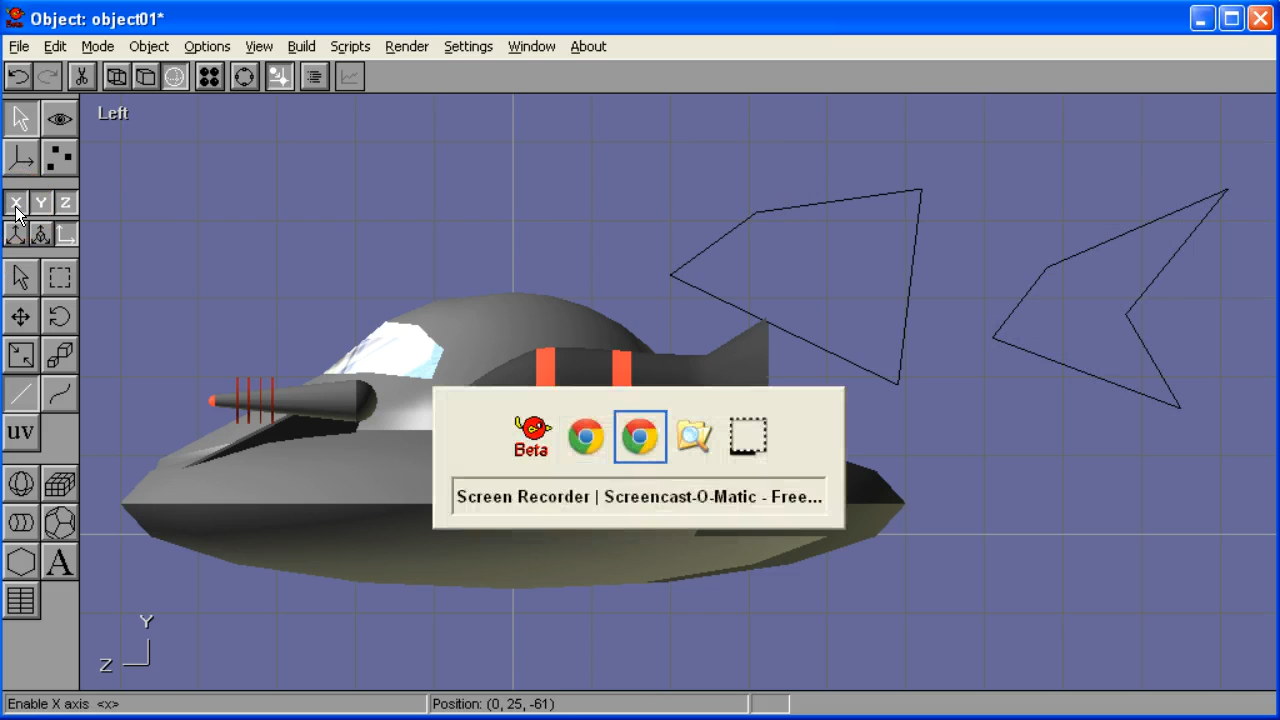 Object: object01*
File Edit Mode Object Options View Build Scripts Render Settings Window About
Left
X Y Z
uv
A
Beta
Screen Recorder | Screencast-O-Matic - Free...
Y
Z
Enable X axis <x> Position: (0, 25, -61)